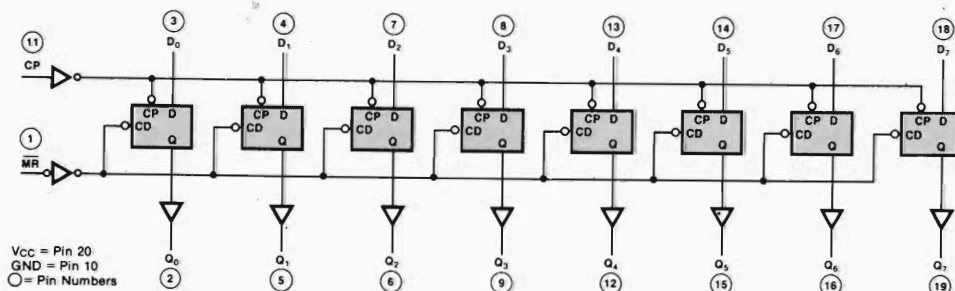 3 4 7 8 13 14 17 18
11 D₀ D₁ D₂ D₃ D₄ D₅ D₆ D₇
CP
CP D CP D CP D CP D CP D CP D CP D CP D
1 CD CD CD CD CD CD CD CD
M̅R̅ Q Q Q Q Q Q Q Q
VCC = Pin 20
GND = Pin 10
○ = Pin Numbers
Q₀ Q₁ Q₂ Q₃ Q₄ Q₅ Q₆ Q₇
2 5 6 9 12 15 16 19